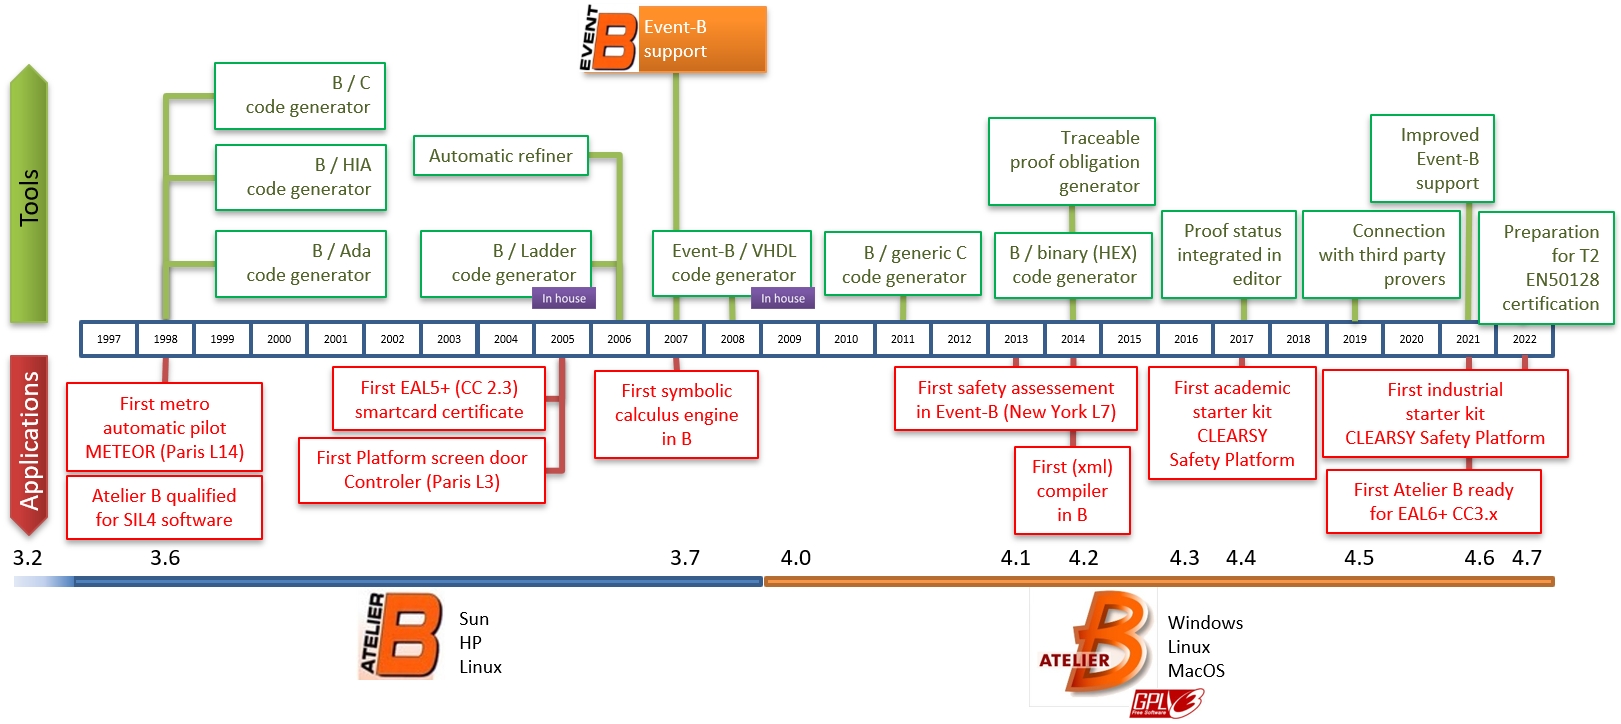 EVENT
B
Event-B
support
Tools
B / C
code generator
B / HIA
code generator
B / Ada
code generator
Automatic refiner
B / Ladder
code generator
In house
Event-B / VHDL
code generator
In house
B / generic C
code generator
Traceable
proof obligation
generator
B / binary (HEX)
code generator
Proof status
integrated in
editor
Improved
Event-B
support
Connection
with third party
provers
Preparation
for T2
EN50128
certification
1997 1998 1999 2000 2001 2002 2003 2004 2005 2006 2007 2008 2009 2010 2011 2012 2013 2014 2015 2016 2017 2018 2019 2020 2021 2022
Applications
First metro
automatic pilot
METEOR (Paris L14)
Atelier B qualified
for SIL4 software
First EAL5+ (CC 2.3)
smartcard certificate
First Platform screen door
Controler (Paris L3)
First symbolic
calculus engine
in B
First safety assessement
in Event-B (New York L7)
First (xml)
compiler
in B
First academic
starter kit
CLEARSY
Safety Platform
First industrial
starter kit
CLEARSY Safety Platform
First Atelier B ready
for EAL6+ CC3.x
3.2 3.6 3.7 4.0 4.1 4.2 4.3 4.4 4.5 4.6 4.7
ATELIER
B
Sun
HP
Linux
B
ATELIER
Windows
Linux
MacOS
GPLv3
Free Software